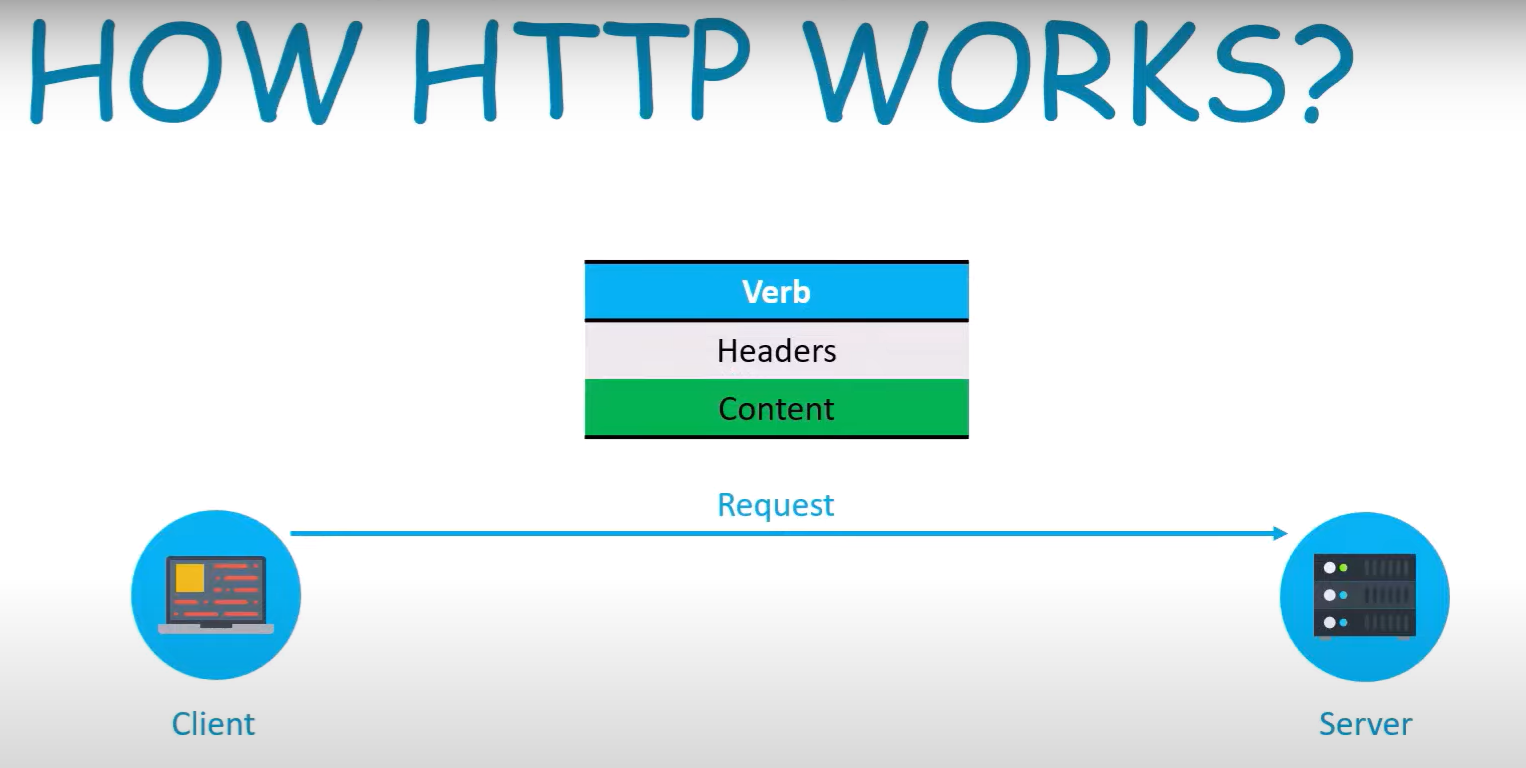 HOW HTTP WORKS?
Verb
Headers
Content
Request
Client
Server